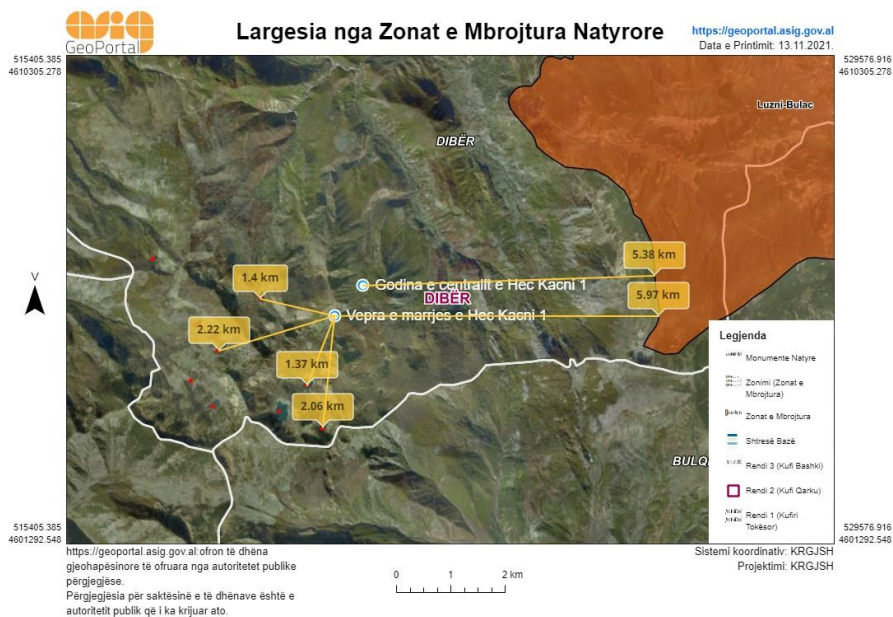 asig
GeoPortal
Largesia nga Zonat e Mbrojtura Natyrore
https://geoportal.asig.gov.al
Data e Printimit: 13.11.2021.
515405.385
4610305.278
529576.916
4610305.278
Luzni-Bulac
DIBËR
5.38 km
1.4 km
Godina e centralit e Hec Kacni 1
DIBËR
5.97 km
Vepra e marrjes e Hec Kacni 1
2.22 km
1.37 km
2.06 km
V
Legjenda
Monumente Natyre
Zonimi (Zonat e
Mbrojtura)
Zonat e Mbrojtura
Shtresë Bazë
Rendi 3 (Kufi Bashki)
Rendi 2 (Kufi Qarku)
Rendi 1 (Kufiri
Tokësor)
515405.385
4601292.548
529576.916
4601292.548
https://geoportal.asig.gov.al:ofron të dhëna
gjeohapësinore të ofruara nga autoritetet publike
përgjegjëse.
Përgjegjësia për saktësinë e të dhënave është e
autoritetit publik që i ka krijuar ato.
0 1 2 km
Sistemi koordinativ: KRGJSH
Projektimi: KRGJSH